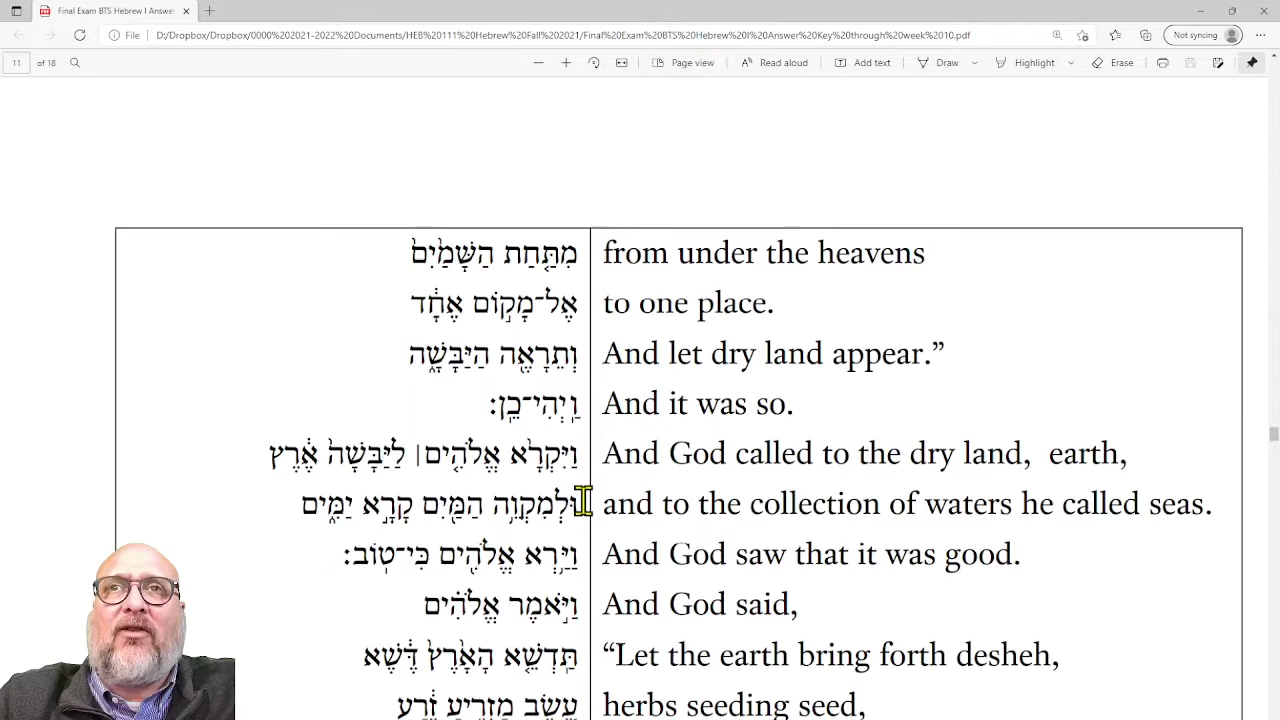 Final Exam BTS Hebrew I Answer
File D:/Dropbox/Dropbox/0000%202021-2022%20Documents/HEB%20111%20Hebrew%20Fall%202021/Final%20Exam%20BTS%20Hebrew%20I%20Answer%20Key%20through%20week%2010.pdf Not syncing
11 of 18 Page view Read aloud Add text Draw Highlight Erase
מִתַּ֤חַת הַשָּׁמַ֙יִם֙ from under the heavens
אֶל־מָק֣וֹם אֶחָ֔ד to one place.
וְתֵרָאֶ֖ה הַיַּבָּשָׁ֑ה And let dry land appear.”
וַֽיְהִי־כֵֽן׃ And it was so.
וַיִּקְרָ֨א אֱלֹהִ֤ים׀ לַיַּבָּשָׁה֙ אֶ֔רֶץ And God called to the dry land, earth,
וּלְמִקְוֵ֥ה הַמַּ֖יִם קָרָ֣א יַמִּ֑ים and to the collection of waters he called seas.
וַיַּ֥רְא אֱלֹהִ֖ים כִּי־טֽוֹב׃ And God saw that it was good.
וַיֹּ֣אמֶר אֱלֹהִ֗ים And God said,
תַּֽדְשֵׁ֤א הָאָ֙רֶץ֙ דֶּ֔שֶׁא “Let the earth bring forth desheh,
עֵ֚שֶׂב מַזְרִ֣יעַ זֶ֔רַע herbs seeding seed,